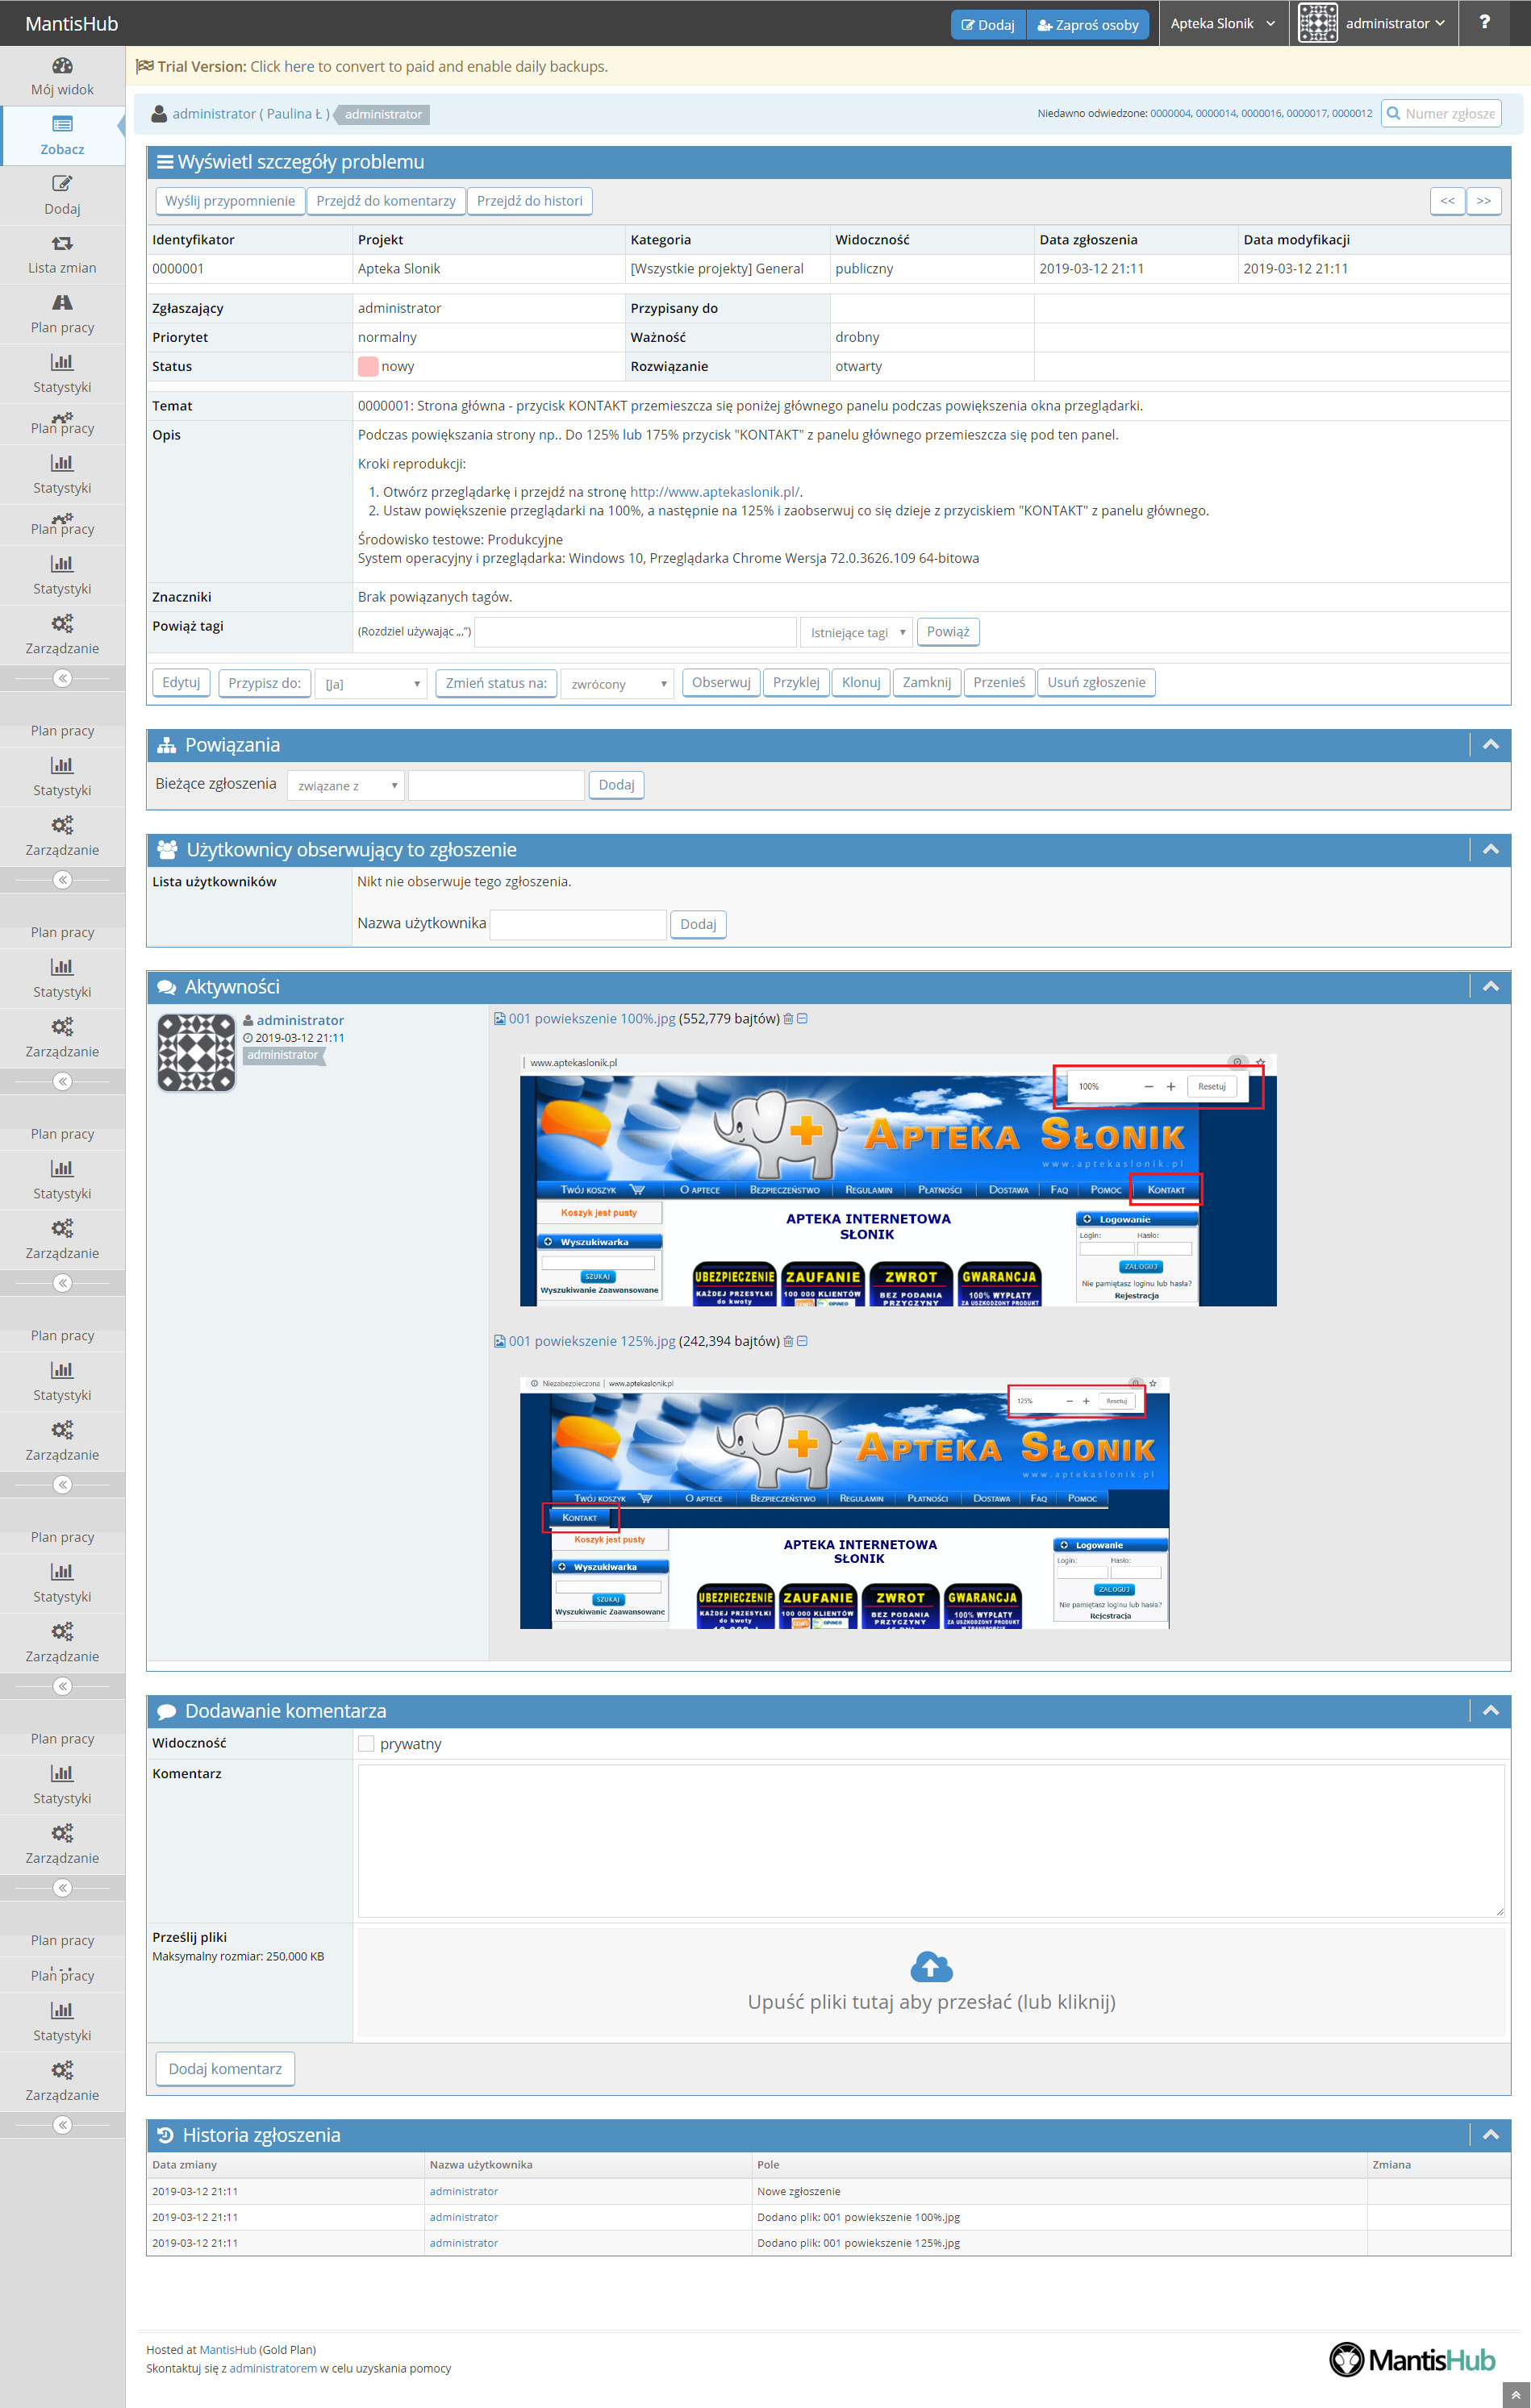 MantisHub
Dodaj
Zaproś osoby
Apteka Slonik
administrator
?
Trial Version: Click here to convert to paid and enable daily backups.
Mój widok
Zobacz
Dodaj
Lista zmian
Plan pracy
Statystyki
Plan pracy
Statystyki
Plan pracy
Statystyki
Zarządzanie
Plan pracy
Statystyki
Zarządzanie
Plan pracy
Statystyki
Zarządzanie
Plan pracy
Statystyki
Zarządzanie
Plan pracy
Statystyki
Zarządzanie
Plan pracy
Statystyki
Zarządzanie
Plan pracy
Statystyki
Zarządzanie
Plan pracy
Plan pracy
Statystyki
Zarządzanie
administrator ( Paulina Ł ) administrator
Niedawno odwiedzone: 0000004, 0000014, 0000016, 0000017, 0000012
Numer zgłosze
Wyświetl szczegóły problemu
Wyślij przypomnienie Przejdź do komentarzy Przejdź do histori << >>
Identyfikator Projekt Kategoria Widoczność Data zgłoszenia Data modyfikacji
0000001 Apteka Slonik [Wszystkie projekty] General publiczny 2019-03-12 21:11 2019-03-12 21:11
Zgłaszający administrator Przypisany do
Priorytet normalny Ważność drobny
Status nowy Rozwiązanie otwarty
Temat 0000001: Strona główna - przycisk KONTAKT przemieszcza się poniżej głównego panelu podczas powiększenia okna przeglądarki.
Opis Podczas powiększania strony np.. Do 125% lub 175% przycisk "KONTAKT" z panelu głównego przemieszcza się pod ten panel.
Kroki reprodukcji:
1. Otwórz przeglądarkę i przejdź na stronę http://www.aptekaslonik.pl/.
2. Ustaw powiększenie przeglądarki na 100%, a następnie na 125% i zaobserwuj co się dzieje z przyciskiem "KONTAKT" z panelu głównego.
Środowisko testowe: Produkcyjne
System operacyjny i przeglądarka: Windows 10, Przeglądarka Chrome Wersja 72.0.3626.109 64-bitowa
Znaczniki Brak powiązanych tagów.
Powiąż tagi (Rozdziel używając „,”) Istniejące tagi Powiąż
Edytuj Przypisz do: [Ja] Zmień status na: zwrócony Obserwuj Przyklej Klonuj Zamknij Przenieś Usuń zgłoszenie
Powiązania
Bieżące zgłoszenia związane z Dodaj
Użytkownicy obserwujący to zgłoszenie
Lista użytkowników Nikt nie obserwuje tego zgłoszenia.
Nazwa użytkownika Dodaj
Aktywności
administrator
2019-03-12 21:11
administrator
001 powiekszenie 100%.jpg (552,779 bajtów)
www.aptekaslonik.pl
100% − + Resetuj
APTEKA SŁONIK
www.aptekaslonik.pl
TWÓJ KOSZYK O APTECE BEZPIECZEŃSTWO REGULAMIN PŁATNOŚCI DOSTAWA FAQ POMOC KONTAKT
Koszyk jest pusty
APTEKA INTERNETOWA
SŁONIK
Logowanie
Login: Hasło:
ZALOGUJ
Nie pamiętasz loginu lub hasła?
Rejestracja
Wyszukiwarka
SZUKAJ
Wyszukiwanie Zaawansowane
UBEZPIECZENIE ZAUFANIE ZWROT GWARANCJA
KAŻDEJ PRZESYŁKI 100 000 KLIENTÓW BEZ PODANIA 100% WYPŁATY
do kwoty OPINEO PRZYCZYNY ZA USZKODZONY PRODUKT
001 powiekszenie 125%.jpg (242,394 bajtów)
Niezabezpieczona | www.aptekaslonik.pl
125% − + Resetuj
APTEKA SŁONIK
www.aptekaslonik.pl
TWÓJ KOSZYK O APTECE BEZPIECZEŃSTWO REGULAMIN PŁATNOŚCI DOSTAWA FAQ POMOC
KONTAKT
Koszyk jest pusty
APTEKA INTERNETOWA
SŁONIK
Logowanie
Login: Hasło:
ZALOGUJ
Nie pamiętasz loginu lub hasła?
Rejestracja
Wyszukiwarka
SZUKAJ
Wyszukiwanie Zaawansowane
UBEZPIECZENIE ZAUFANIE ZWROT GWARANCJA
KAŻDEJ PRZESYŁKI 100 000 KLIENTÓW BEZ PODANIA 100% WYPŁATY
do kwoty OPINEO PRZYCZYNY ZA USZKODZONY PRODUKT
Dodawanie komentarza
Widoczność prywatny
Komentarz
Prześlij pliki
Maksymalny rozmiar: 250,000 KB
Upuść pliki tutaj aby przesłać (lub kliknij)
Dodaj komentarz
Historia zgłoszenia
Data zmiany Nazwa użytkownika Pole Zmiana
2019-03-12 21:11 administrator Nowe zgłoszenie
2019-03-12 21:11 administrator Dodano plik: 001 powiekszenie 100%.jpg
2019-03-12 21:11 administrator Dodano plik: 001 powiekszenie 125%.jpg
Hosted at MantisHub (Gold Plan)
Skontaktuj się z administratorem w celu uzyskania pomocy
MantisHub